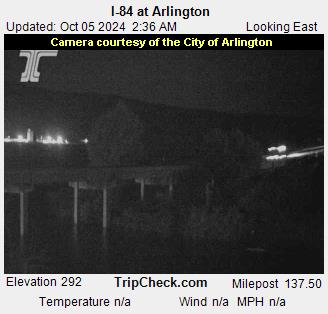 I-84 at Arlington
Updated: Oct 05 2024 2:36 AM Looking East
Camera courtesy of the City of Arlington
Elevation 292 TripCheck.com Milepost 137.50
Temperature n/a Wind n/a MPH n/a